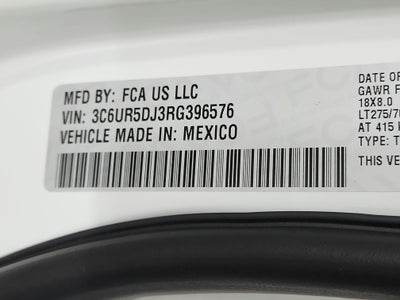 MFD BY: FCA US LLC
VIN: 3C6UR5DJ3RG396576
VEHICLE MADE IN: MEXICO
DATE OF
GAWR F
18X8.0
LT275/7
AT 415 k
TYPE: T
THIS VE